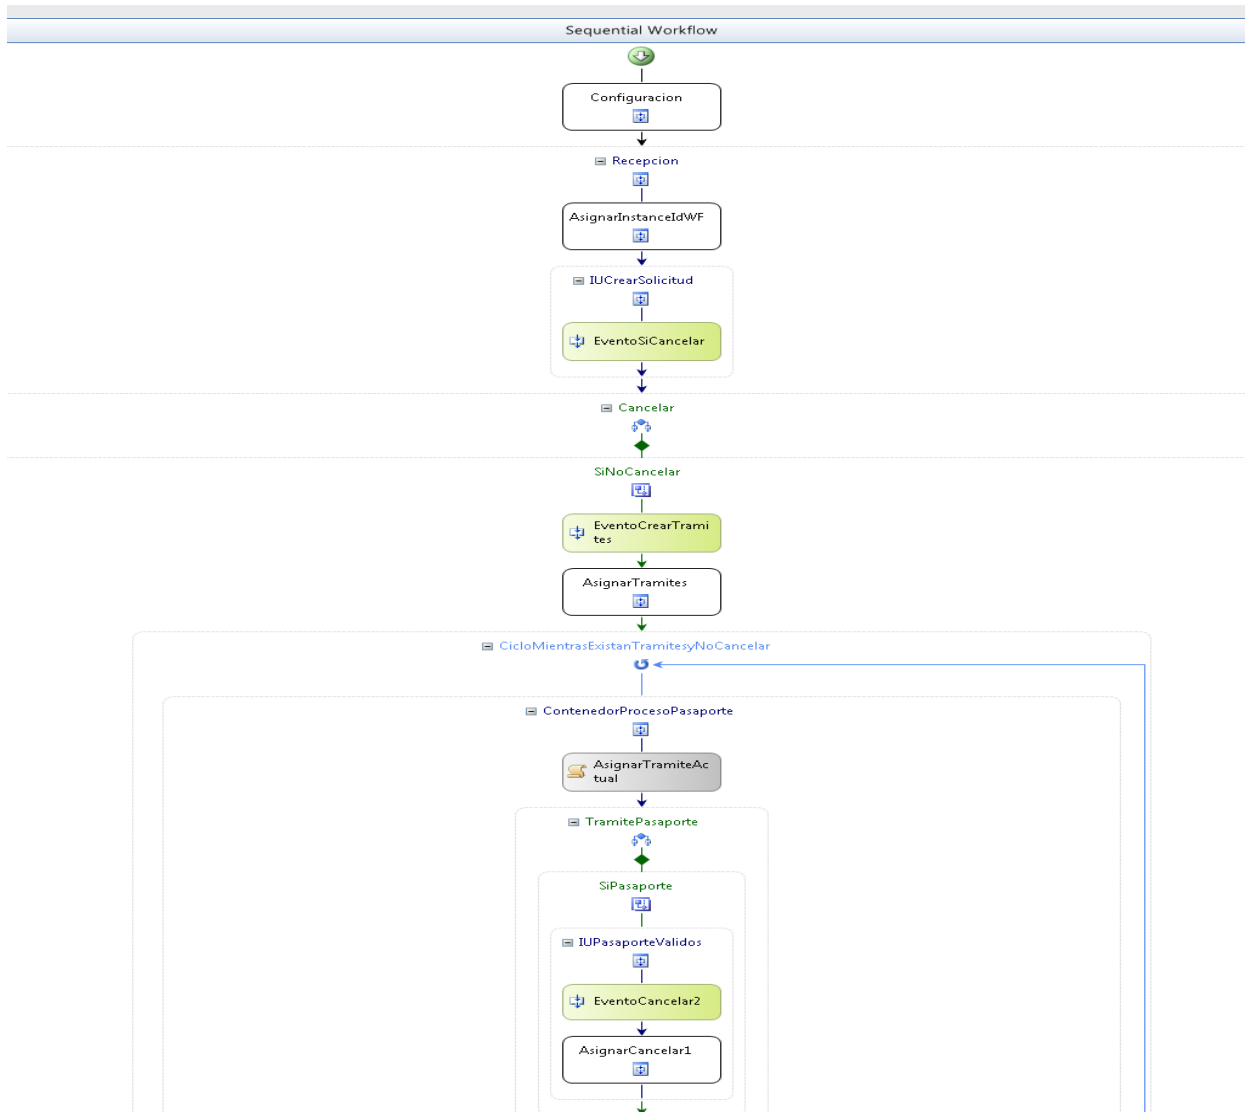 Sequential Workflow
Configuracion
Recepcion
AsignarInstanceIdWF
IUCrearSolicitud
EventoSiCancelar
Cancelar
SiNoCancelar
EventoCrearTrami
tes
AsignarTramites
CicloMientrasExistanTramitesyNoCancelar
ContenedorProcesoPasaporte
AsignarTramiteAc
tual
TramitePasaporte
SiPasaporte
IUPasaporteValidos
EventoCancelar2
AsignarCancelar1